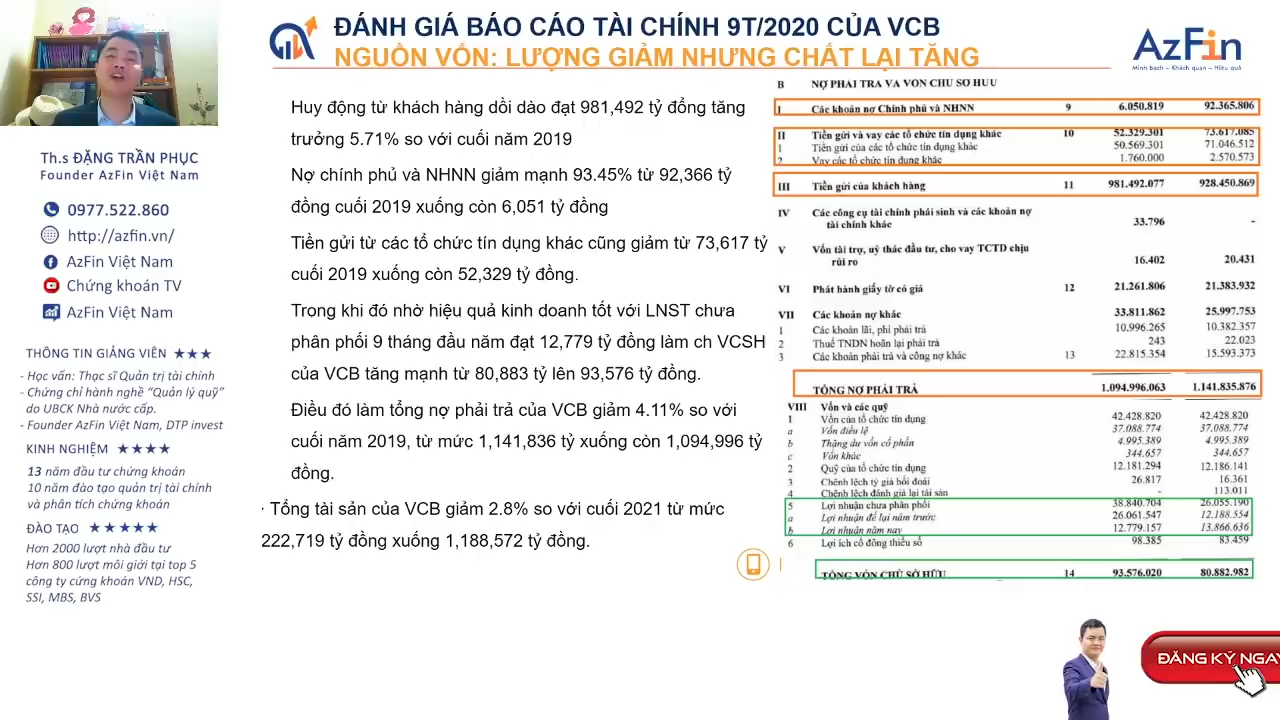 ĐÁNH GIÁ BÁO CÁO TÀI CHÍNH 9T/2020 CỦA VCB
NGUỒN VỐN: LƯỢNG GIẢM NHƯNG CHẤT LẠI TĂNG
AzFin
Minh bạch – Khách quan – Hiệu quả
Th.s ĐẶNG TRẦN PHỤC
Founder AzFin Việt Nam
0977.522.860
http://azfin.vn/
AzFin Việt Nam
Chứng khoán TV
AzFin Việt Nam
THÔNG TIN GIẢNG VIÊN ★★★
- Học vấn: Thạc sĩ Quản trị tài chính
- Chứng chỉ hành nghề “Quản lý quỹ”
do UBCK Nhà nước cấp.
- Founder AzFin Việt Nam, DTP invest
KINH NGHIỆM ★★★★
13 năm đầu tư chứng khoán
10 năm đào tạo quản trị tài chính
và phân tích chứng khoán
ĐÀO TẠO ★★★★★
Hơn 2000 lượt nhà đầu tư
Hơn 800 lượt môi giới tại top 5
công ty cứng khoán VND, HSC,
SSI, MBS, BVS
Huy động từ khách hàng dồi dào đạt 981,492 tỷ đồng tăng
trưởng 5.71% so với cuối năm 2019
Nợ chính phủ và NHNN giảm mạnh 93.45% từ 92,366 tỷ
đồng cuối 2019 xuống còn 6,051 tỷ đồng
Tiền gửi từ các tổ chức tín dụng khác cũng giảm từ 73,617 tỷ
cuối 2019 xuống còn 52,329 tỷ đồng.
Trong khi đó nhờ hiệu quả kinh doanh tốt với LNST chưa
phân phối 9 tháng đầu năm đạt 12,779 tỷ đồng làm ch VCSH
của VCB tăng mạnh từ 80,883 tỷ lên 93,576 tỷ đồng.
Điều đó làm tổng nợ phải trả của VCB giảm 4.11% so với
cuối năm 2019, từ mức 1,141,836 tỷ xuống còn 1,094,996 tỷ
đồng.
· Tổng tài sản của VCB giảm 2.8% so với cuối 2021 từ mức
222,719 tỷ đồng xuống 1,188,572 tỷ đồng.
B NỢ PHẢI TRẢ VÀ VỐN CHỦ SỞ HỮU
I Các khoản nợ Chính phủ và NHNN 9 6.050.819 92.365.806
II Tiền gửi và vay các tổ chức tín dụng khác 10 52.329.301 73.617.085
1 Tiền gửi của các tổ chức tín dụng khác 50.569.301 71.046.512
2 Vay các tổ chức tín dụng khác 1.760.000 2.570.573
III Tiền gửi của khách hàng 11 981.492.077 928.450.869
IV Các công cụ tài chính phái sinh và các khoản nợ
tài chính khác 33.796 -
V Vốn tài trợ, uỷ thác đầu tư, cho vay TCTD chịu
rủi ro 16.402 20.431
VI Phát hành giấy tờ có giá 12 21.261.806 21.383.932
VII Các khoản nợ khác 33.811.862 25.997.753
1 Các khoản lãi, phí phải trả 10.996.265 10.382.357
2 Thuế TNDN hoãn lại phải trả 243 22.023
3 Các khoản phải trả và công nợ khác 13 22.815.354 15.593.373
TỔNG NỢ PHẢI TRẢ 1.094.996.063 1.141.835.876
VIII Vốn và các quỹ
1 Vốn của tổ chức tín dụng 42.428.820 42.428.820
a Vốn điều lệ 37.088.774 37.088.774
b Thặng dư vốn cổ phần 4.995.389 4.995.389
c Vốn khác 344.657 344.657
2 Quỹ của tổ chức tín dụng 12.181.294 12.186.141
3 Chênh lệch tỷ giá hối đoái 26.817 16.361
4 Chênh lệch đánh giá lại tài sản - 113.011
5 Lợi nhuận chưa phân phối 38.840.704 26.055.190
a Lợi nhuận để lại năm trước 26.061.547 12.188.554
b Lợi nhuận năm nay 12.779.157 13.866.636
6 Lợi ích cổ đông thiểu số 98.385 83.459
TỔNG VỐN CHỦ SỞ HỮU 14 93.576.020 80.882.982
ĐĂNG KÝ NGAY